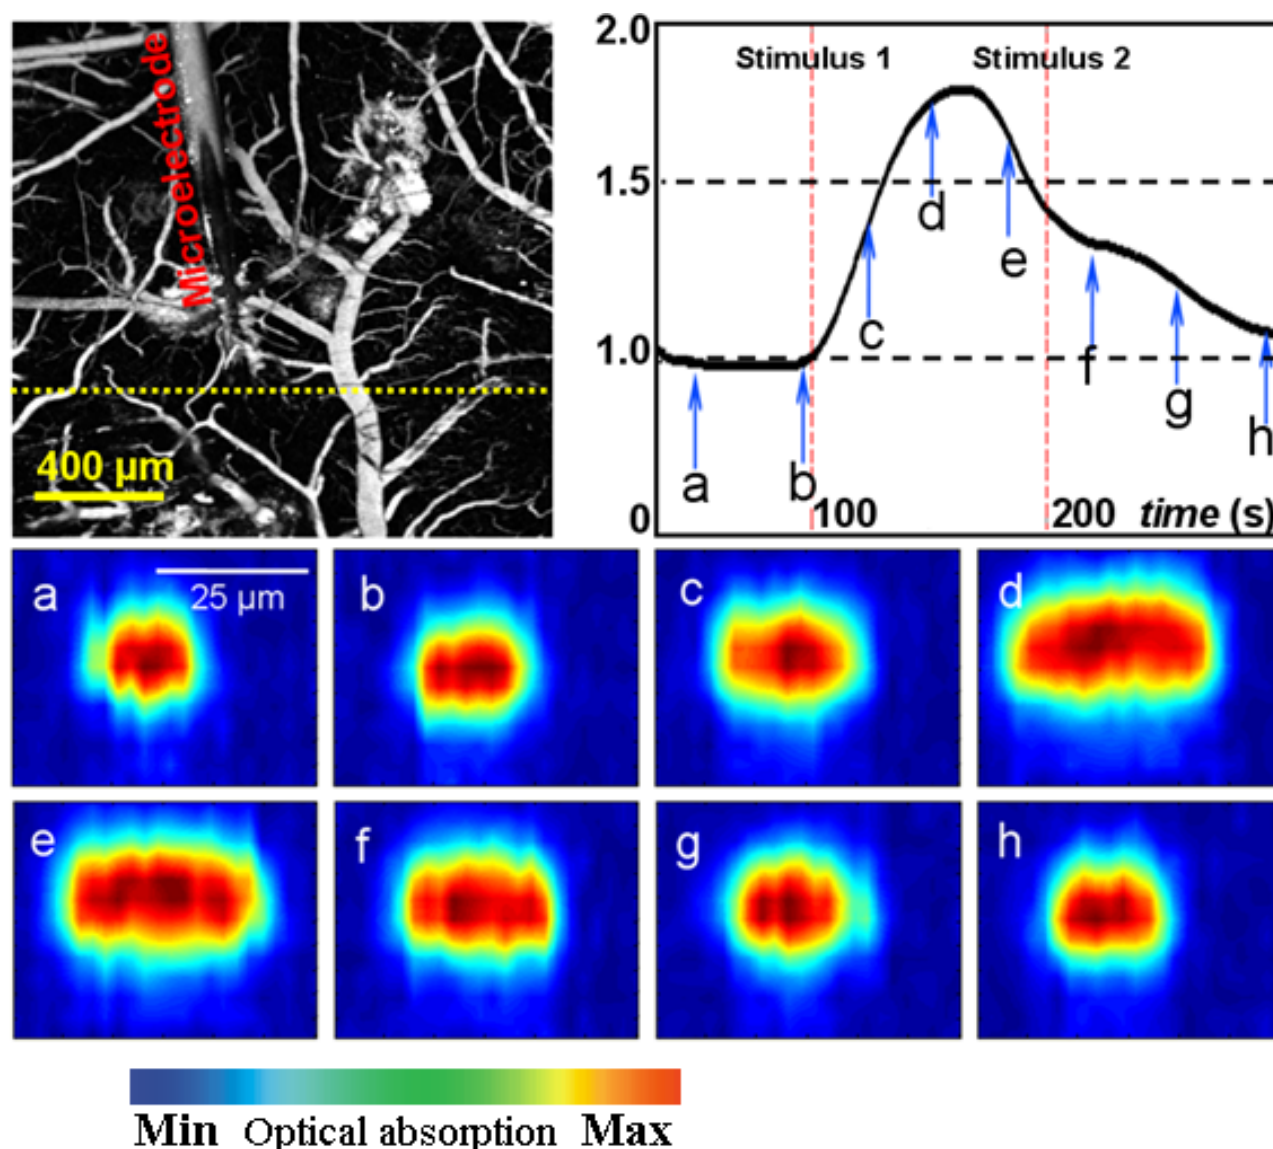 Microelectrode
400 µm
2.0
Stimulus 1 Stimulus 2
1.5
d
e
c
1.0
f
g
a
b
h
0
100 200 time (s)
a 25 µm
b
c
d
e
f
g
h
Min Optical absorption Max